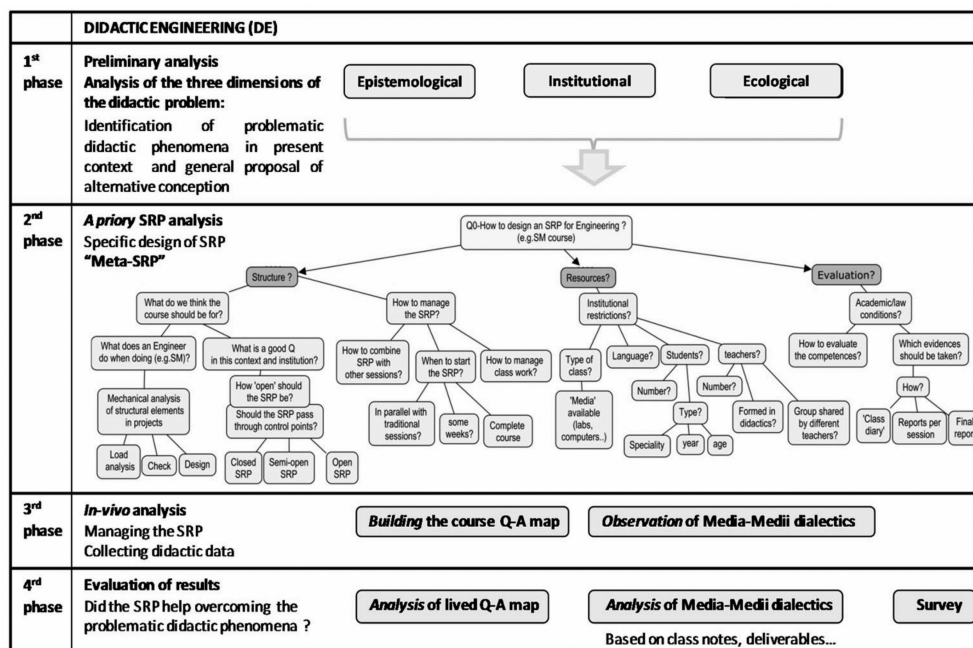 DIDACTIC ENGINEERING (DE)
1st
phase
Preliminary analysis
Analysis of the three dimensions of
the didactic problem:
Identification of problematic
didactic phenomena in present
context and general proposal of
alternative conception
Epistemological
Institutional
Ecological
2nd
phase
A priory SRP analysis
Specific design of SRP
“Meta-SRP”
Q0-How to design an SRP for Engineering ?
(e.g.SM course)
Structure ?
Resources?
Evaluation?
What do we think the
course should be for?
How to manage
the SRP?
Institutional
restrictions?
Academic/law
conditions?
What does an Engineer
do when doing (e.g.SM)?
What is a good Q
in this context and institution?
How to combine
SRP with
other sessions?
When to start
the SRP?
How to manage
class work?
Type of
class?
Language?
Students?
teachers?
How to evaluate
the competences?
Which evidences
should be taken?
Mechanical analysis
of structural elements
in projects
How 'open' should
the SRP be?
Should the SRP pass
through control points?
In parallel with
traditional
sessions?
some
weeks?
Complete
course
'Media'
available
(labs,
computers..)
Number?
Type?
Number?
Formed in
didactics?
Group shared
by different
teachers?
How?
Load
analysis
Check
Design
Closed
SRP
Semi-open
SRP
Open
SRP
Speciality
year
age
'Class
diary'
Reports per
session
Final
report
3rd
phase
In-vivo analysis
Managing the SRP
Collecting didactic data
Building the course Q-A map
Observation of Media-Medii dialectics
4th
phase
Evaluation of results
Did the SRP help overcoming the
problematic didactic phenomena ?
Analysis of lived Q-A map
Analysis of Media-Medii dialectics
Survey
Based on class notes, deliverables...